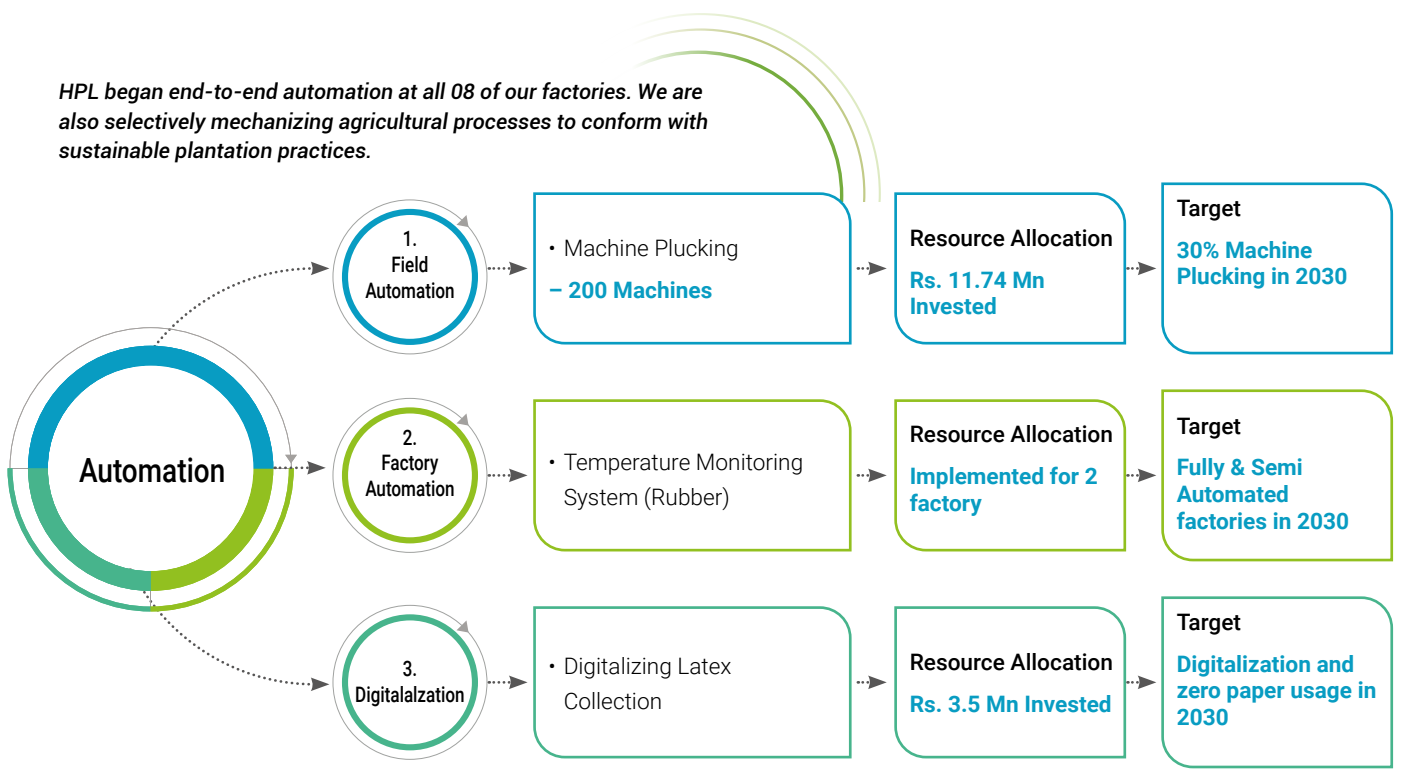 HPL began end-to-end automation at all 08 of our factories. We are
also selectively mechanizing agricultural processes to conform with
sustainable plantation practices.
Automation
1.
Field
Automation
• Machine Plucking
– 200 Machines
Resource Allocation
Rs. 11.74 Mn
Invested
Target
30% Machine
Plucking in 2030
2.
Factory
Automation
• Temperature Monitoring
System (Rubber)
Resource Allocation
Implemented for 2
factory
Target
Fully & Semi
Automated
factories in 2030
3.
Digitalalzation
• Digitalizing Latex
Collection
Resource Allocation
Rs. 3.5 Mn Invested
Target
Digitalization and
zero paper usage in
2030